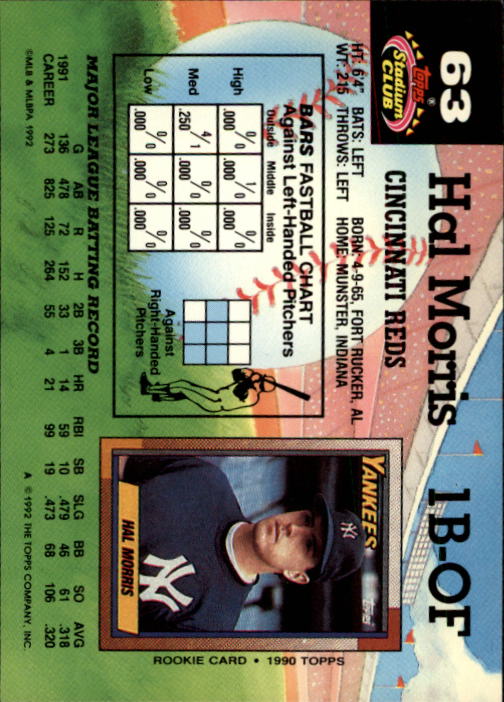 63
Topps®
Stadium
CLUB
Hal Morris 1B-OF
CINCINNATI REDS
HT: 6'4" BATS: LEFT BORN: 4-9-65, FORT RUCKER, AL
WT: 215 THROWS: LEFT HOME: MUNSTER, INDIANA
BARS FASTBALL CHART
Against Left-Handed Pitchers
Outside Middle Inside
High 0/0 .000 1/0 .000 0/0 .000
Med 4/1 .250 0/0 .000 0/0 .000
Low 0/0 .000 0/0 .000 0/0 .000
Against
Right-Handed
Pitchers
YANKEES
NY
NY
Topps
HAL MORRIS
ROOKIE CARD • 1990 TOPPS
MAJOR LEAGUE BATTING RECORD
G AB R H 2B 3B HR RBI SB SLG BB SO AVG
1991 136 478 72 152 33 1 14 59 10 .479 46 61 .318
CAREER 273 825 125 264 55 4 21 99 19 .473 68 106 .320
©MLB & MLBPA 1992
A © 1992 THE TOPPS COMPANY, INC.